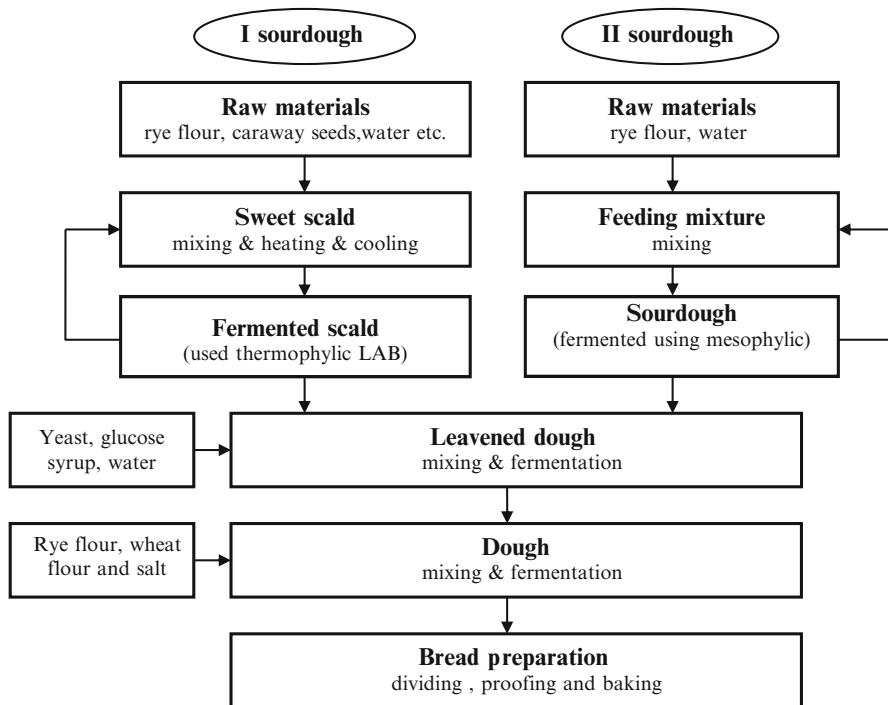 I sourdough
II sourdough
Raw materials
rye flour, caraway seeds,water etc.
Raw materials
rye flour, water
Sweet scald
mixing & heating & cooling
Feeding mixture
mixing
Fermented scald
(used thermophylic LAB)
Sourdough
(fermented using mesophylic)
Yeast, glucose
syrup, water
Leavened dough
mixing & fermentation
Rye flour, wheat
flour and salt
Dough
mixing & fermentation
Bread preparation
dividing , proofing and baking